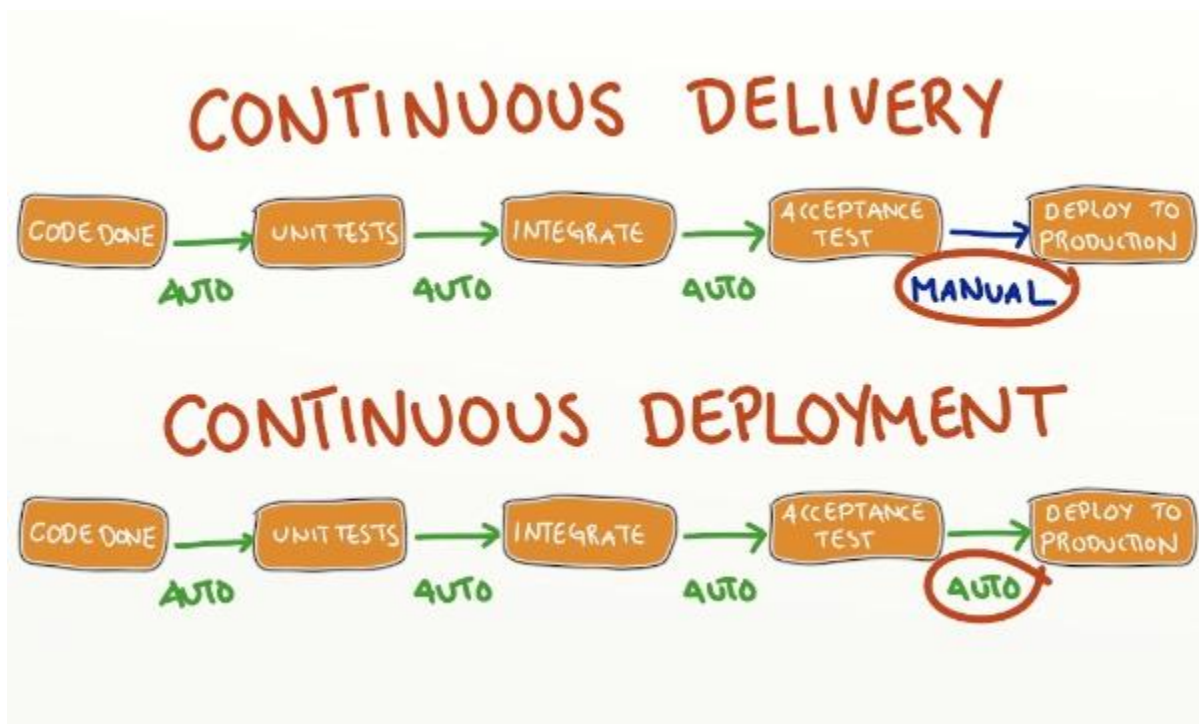 CONTINUOUS DELIVERY
CODE DONE
UNIT TESTS
INTEGRATE
ACCEPTANCE
TEST
DEPLOY TO
PRODUCTION
AUTO
AUTO
AUTO
MANUAL
CONTINUOUS DEPLOYMENT
CODE DONE
UNIT TESTS
INTEGRATE
ACCEPTANCE
TEST
DEPLOY TO
PRODUCTION
AUTO
AUTO
AUTO
AUTO